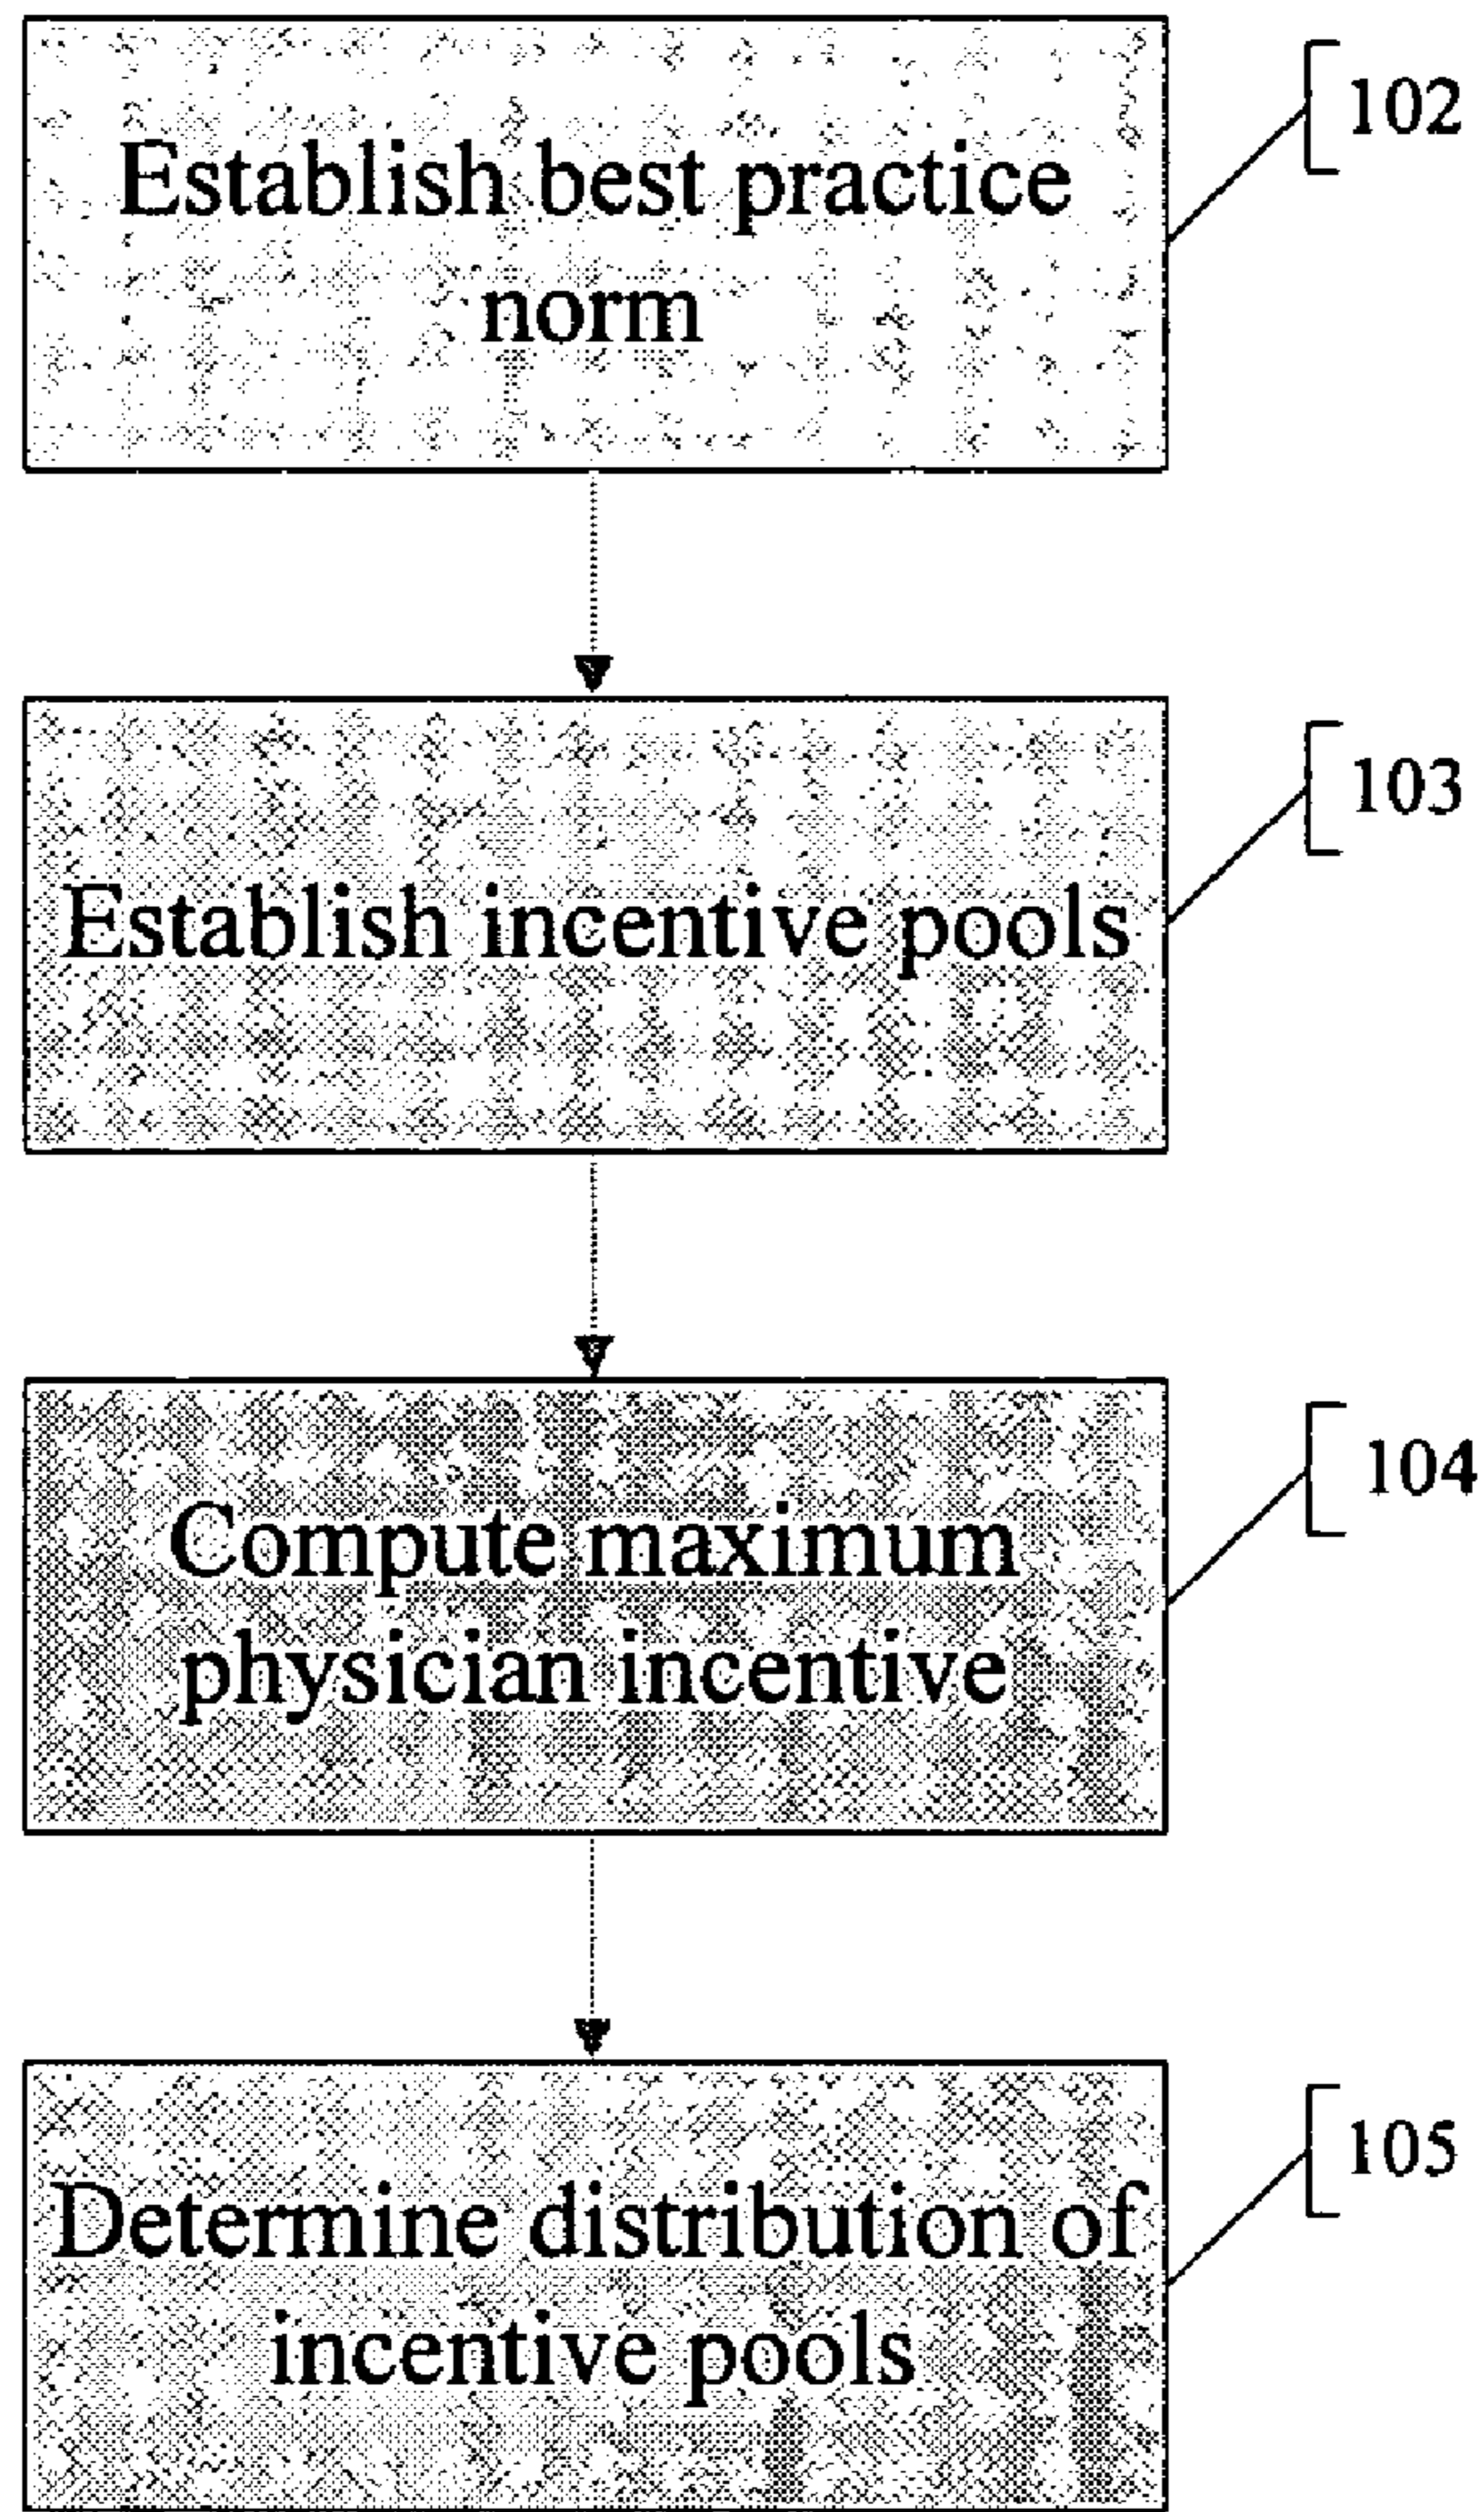 102
Establish best practice
norm
103
Establish incentive pools
104
Compute maximum
physician incentive
105
Determine distribution of
incentive pools